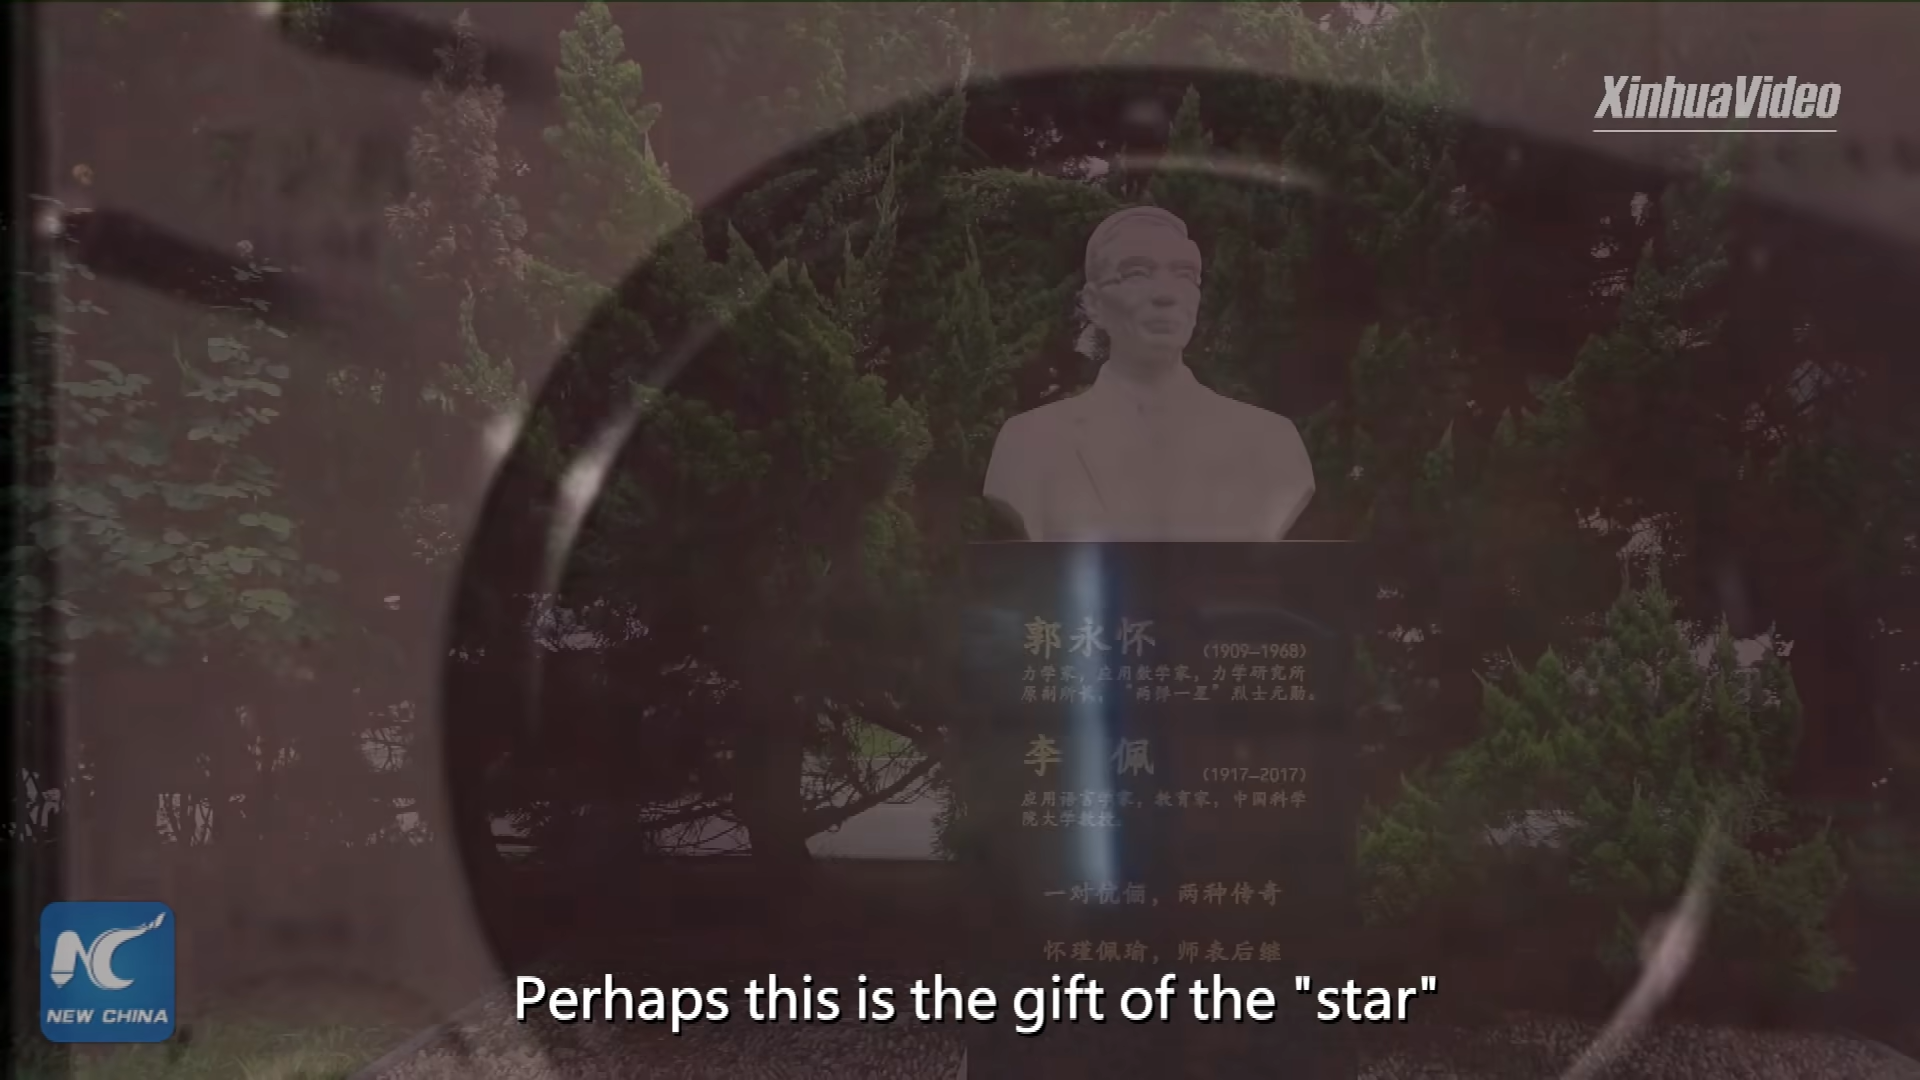 XinhuaVideo
郭永怀 (1909–1968)
力学家，应用数学家，力学研究所
原副所长，“两弹一星”烈士元勋。
李 佩 (1917–2017)
应用语言学家，教育家，中国科学
院大学教授。
一对伉俪，两种传奇
怀瑾佩瑜，师表后继
Perhaps this is the gift of the "star"
NEW CHINA